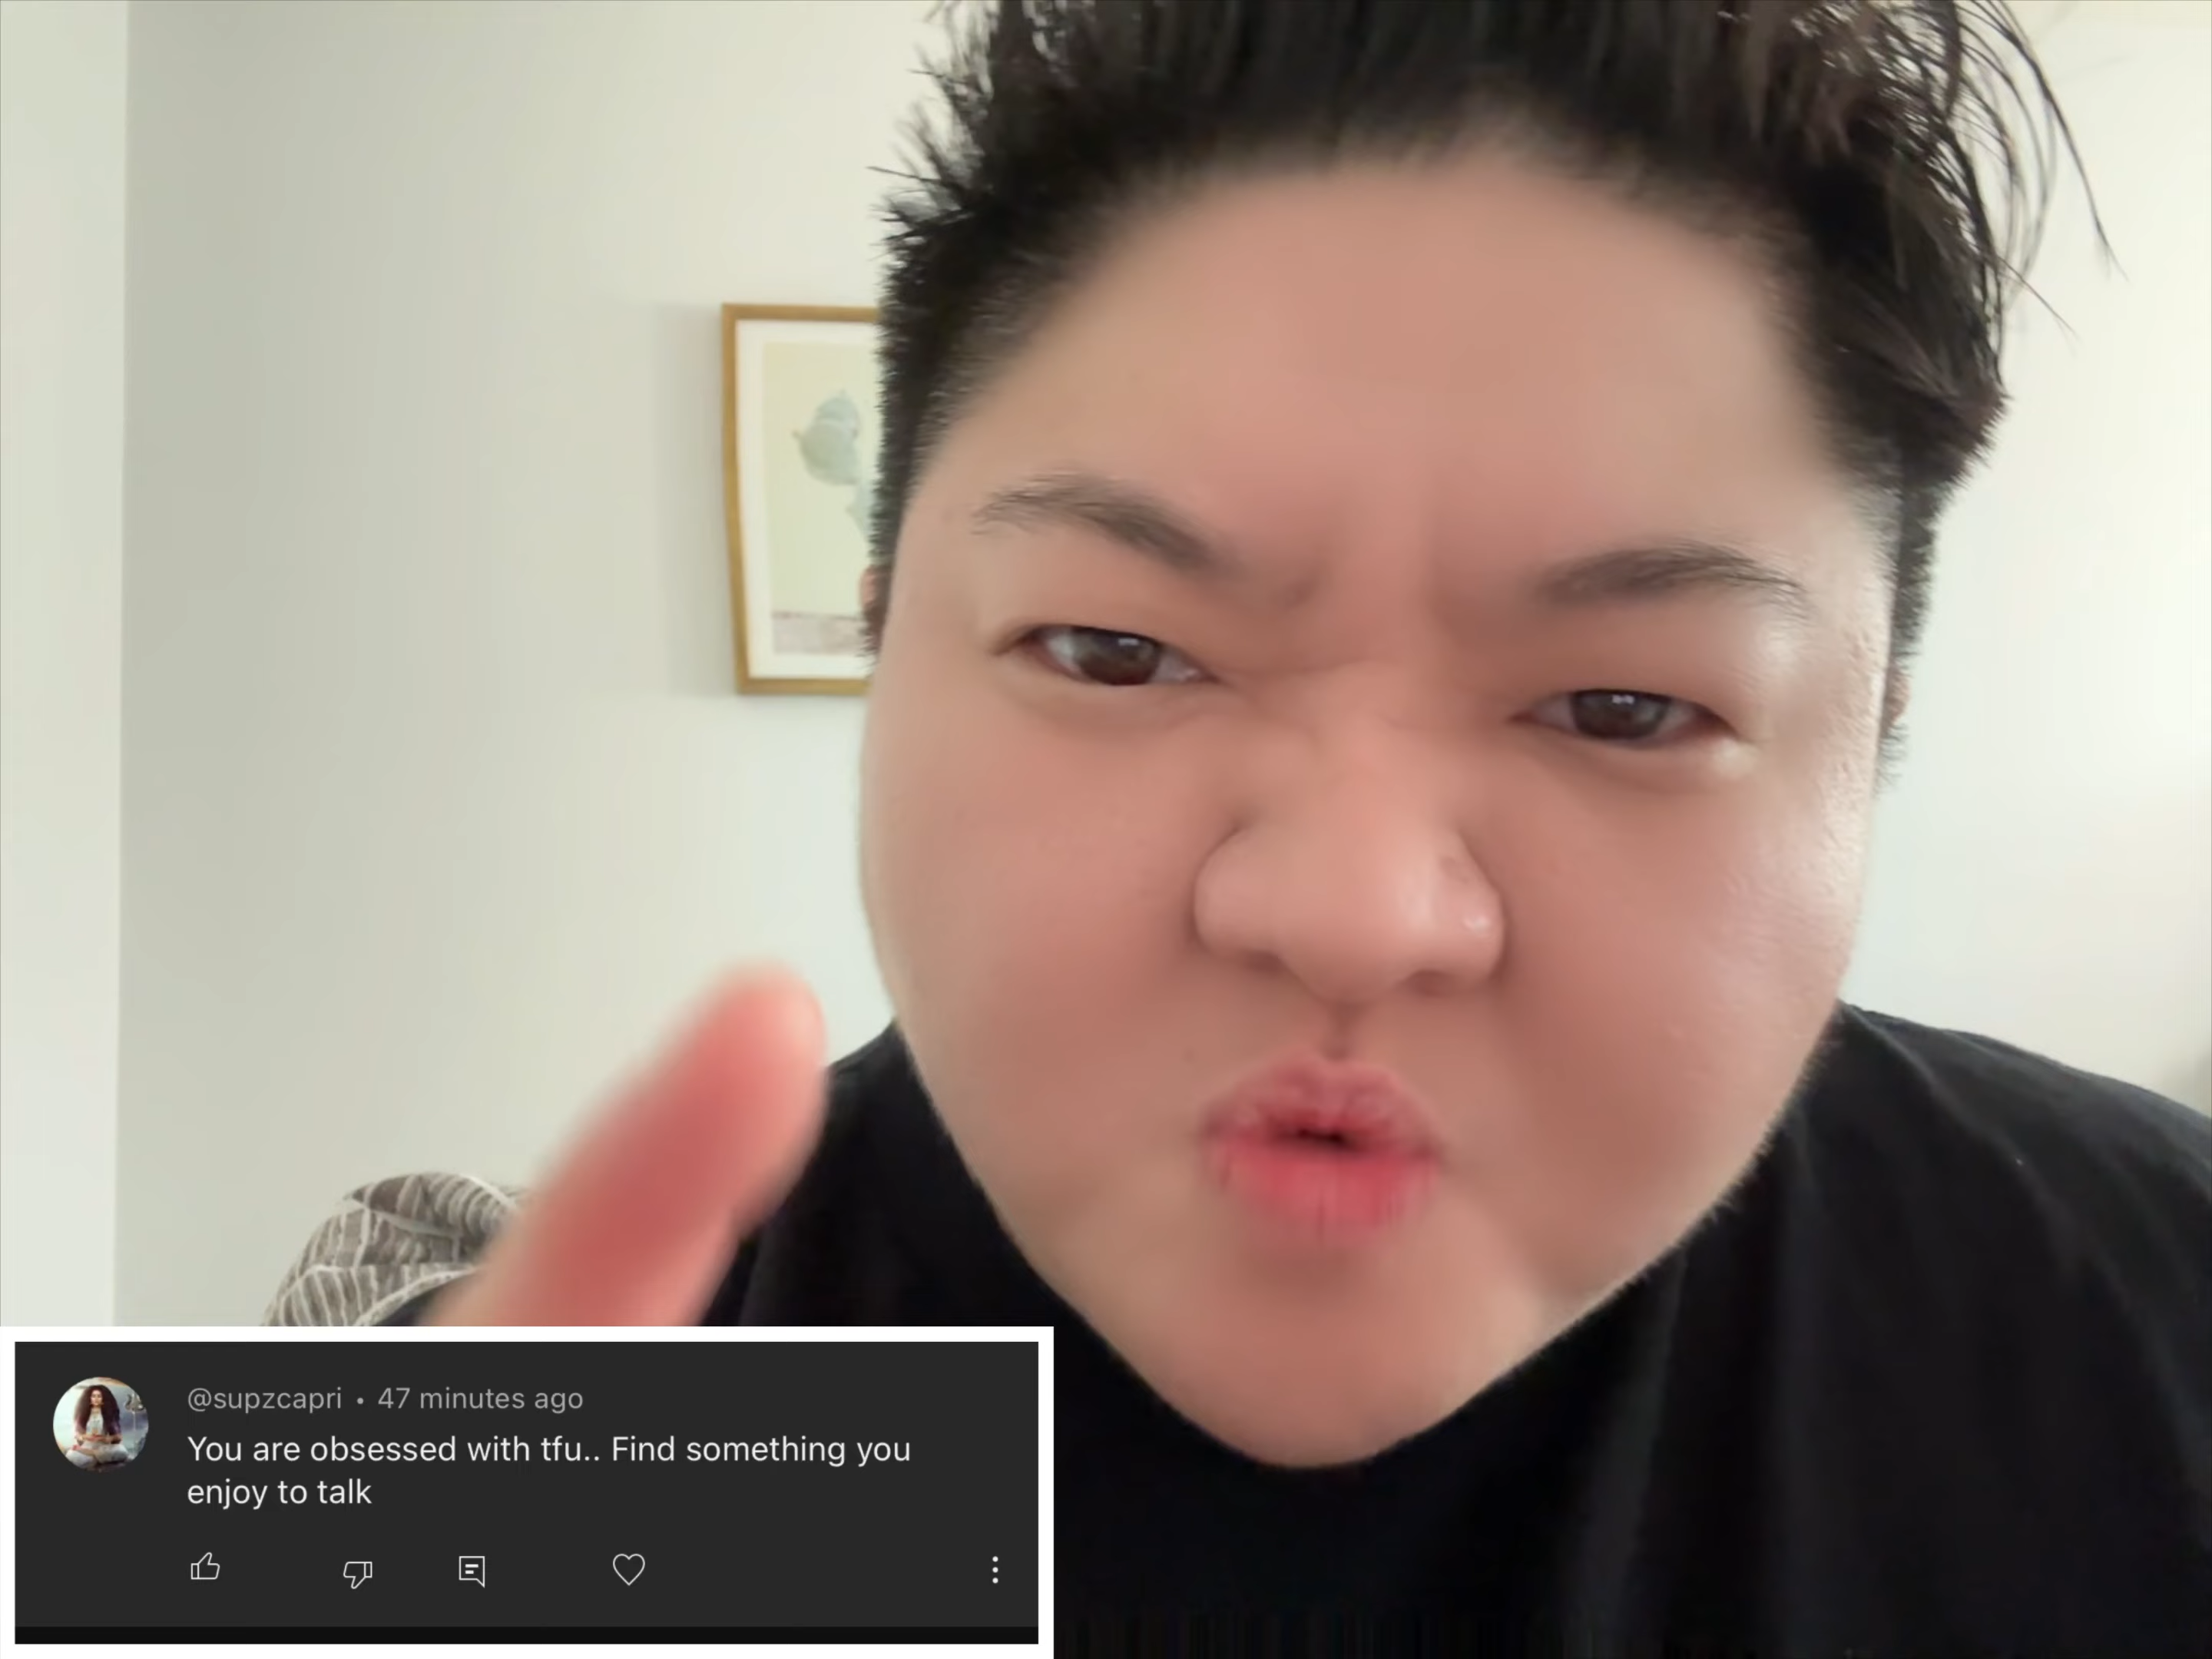 @supzcapri • 47 minutes ago
You are obsessed with tfu.. Find something you
enjoy to talk